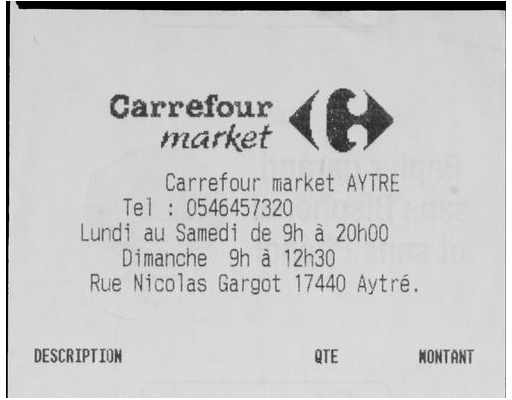 Carrefour
market
Carrefour market AYTRE
Tel : 0546457320
Lundi au Samedi de 9h à 20h00
Dimanche 9h à 12h30
Rue Nicolas Gargot 17440 Aytré.
DESCRIPTION QTE MONTANT